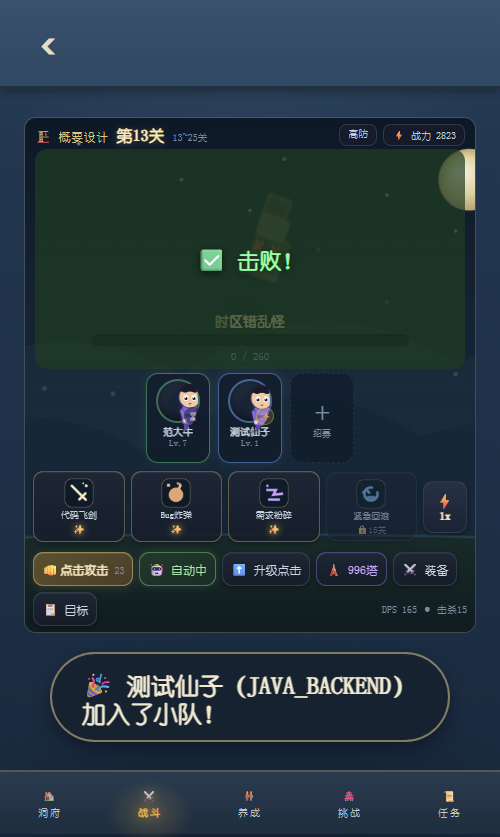 概要设计 第13关 13~25关 高防 战力 2823
击败!
时区错乱怪
0 / 260
范大牛 测试仙子 招募
Lv.7 Lv.1
代码飞剑 Bug炸弹 需求粉碎 紧急回滚 1x
15关
点击攻击 23 自动中 升级点击 996塔 装备
目标 DPS 165 ● 击杀15
测试仙子 (JAVA_BACKEND)
加入了小队!
洞府 战斗 养成 挑战 任务